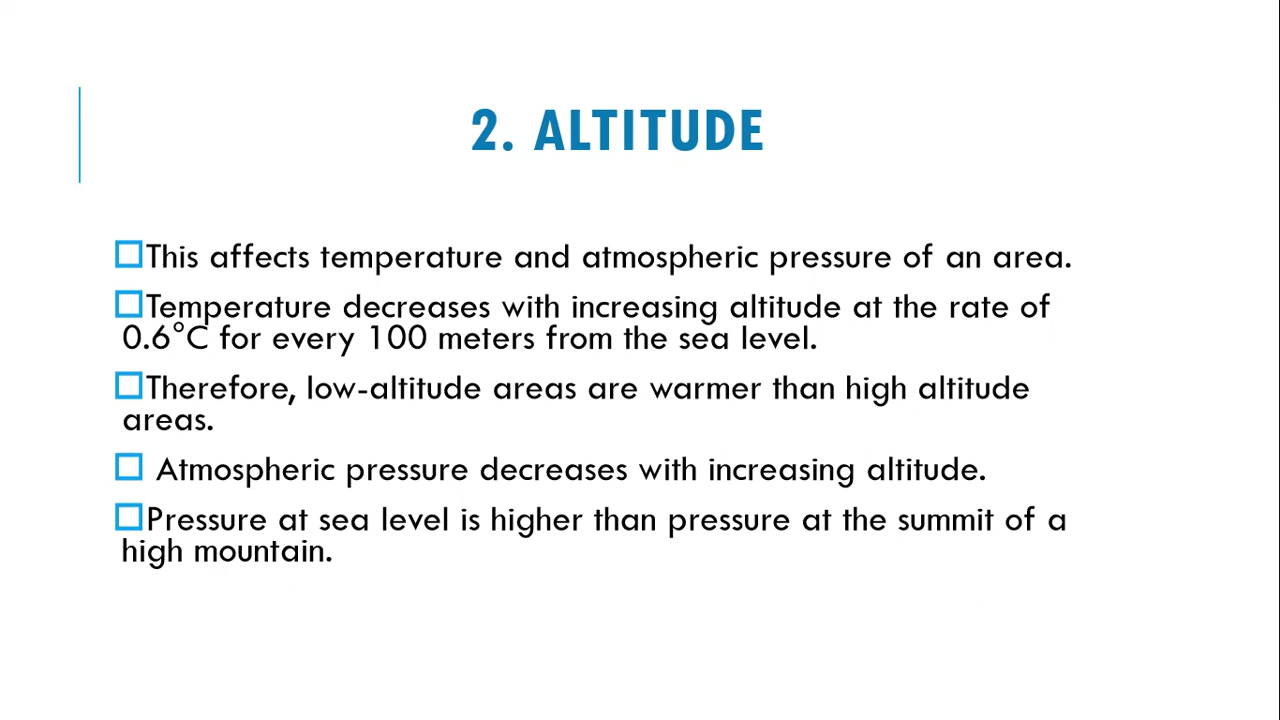 2. ALTITUDE
This affects temperature and atmospheric pressure of an area.
Temperature decreases with increasing altitude at the rate of
0.6°C for every 100 meters from the sea level.
Therefore, low-altitude areas are warmer than high altitude
areas.
Atmospheric pressure decreases with increasing altitude.
Pressure at sea level is higher than pressure at the summit of a
high mountain.